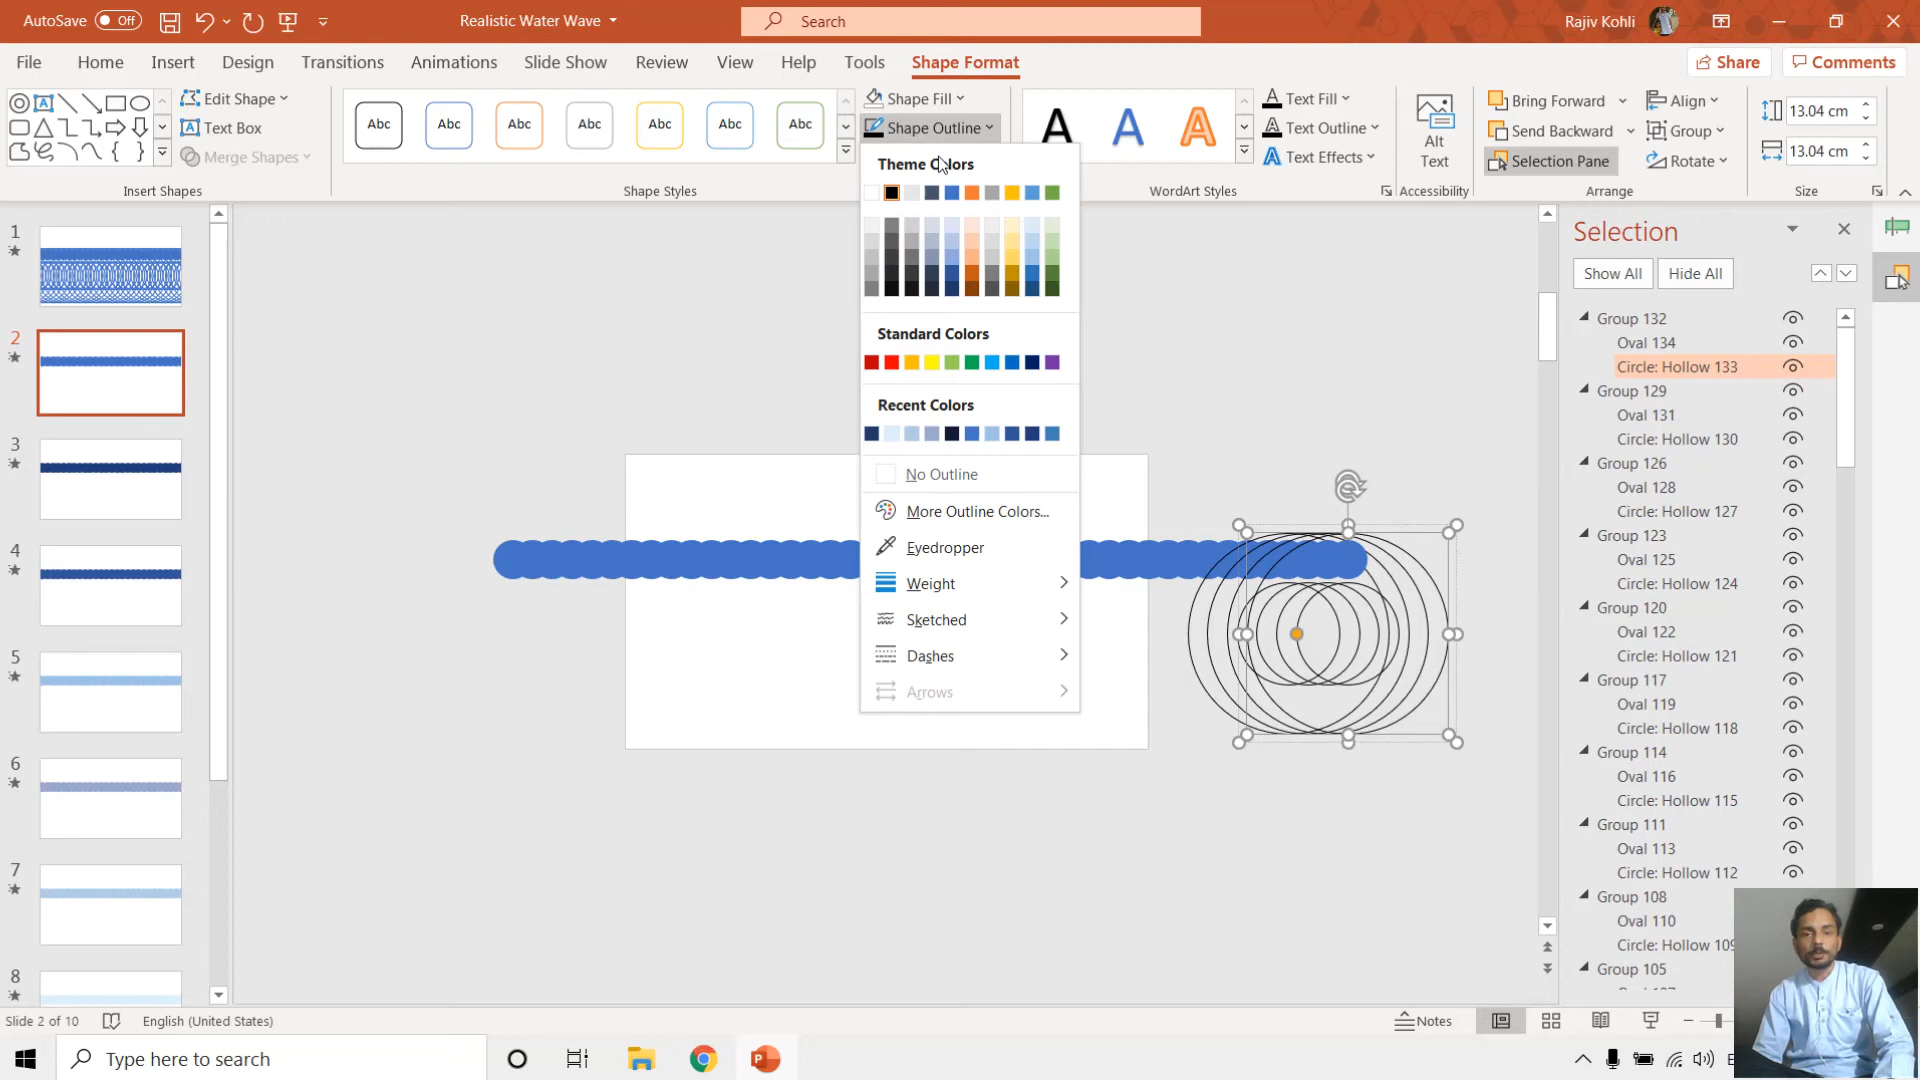 AutoSave Off Realistic Water Wave Search Rajiv Kohli
File Home Insert Design Transitions Animations Slide Show Review View Help Tools Shape Format Share Comments
Edit Shape
Text Box
Merge Shapes
Insert Shapes
Abc Abc Abc Abc Abc Abc Abc
Shape Styles
Shape Fill
Shape Outline
A A A
Text Fill
Text Outline
Text Effects
WordArt Styles
Alt
Text
Accessibility
Bring Forward
Send Backward
Selection Pane
Align
Group
Rotate
Arrange
13.04 cm
13.04 cm
Size
Theme Colors
Standard Colors
Recent Colors
No Outline
More Outline Colors...
Eyedropper
Weight
Sketched
Dashes
Arrows
1
2
3
4
5
6
7
8
Selection
Show All Hide All
Group 132
Oval 134
Circle: Hollow 133
Group 129
Oval 131
Circle: Hollow 130
Group 126
Oval 128
Circle: Hollow 127
Group 123
Oval 125
Circle: Hollow 124
Group 120
Oval 122
Circle: Hollow 121
Group 117
Oval 119
Circle: Hollow 118
Group 114
Oval 116
Circle: Hollow 115
Group 111
Oval 113
Circle: Hollow 112
Group 108
Oval 110
Circle: Hollow 109
Group 105
Slide 2 of 10 English (United States) Notes
Type here to search